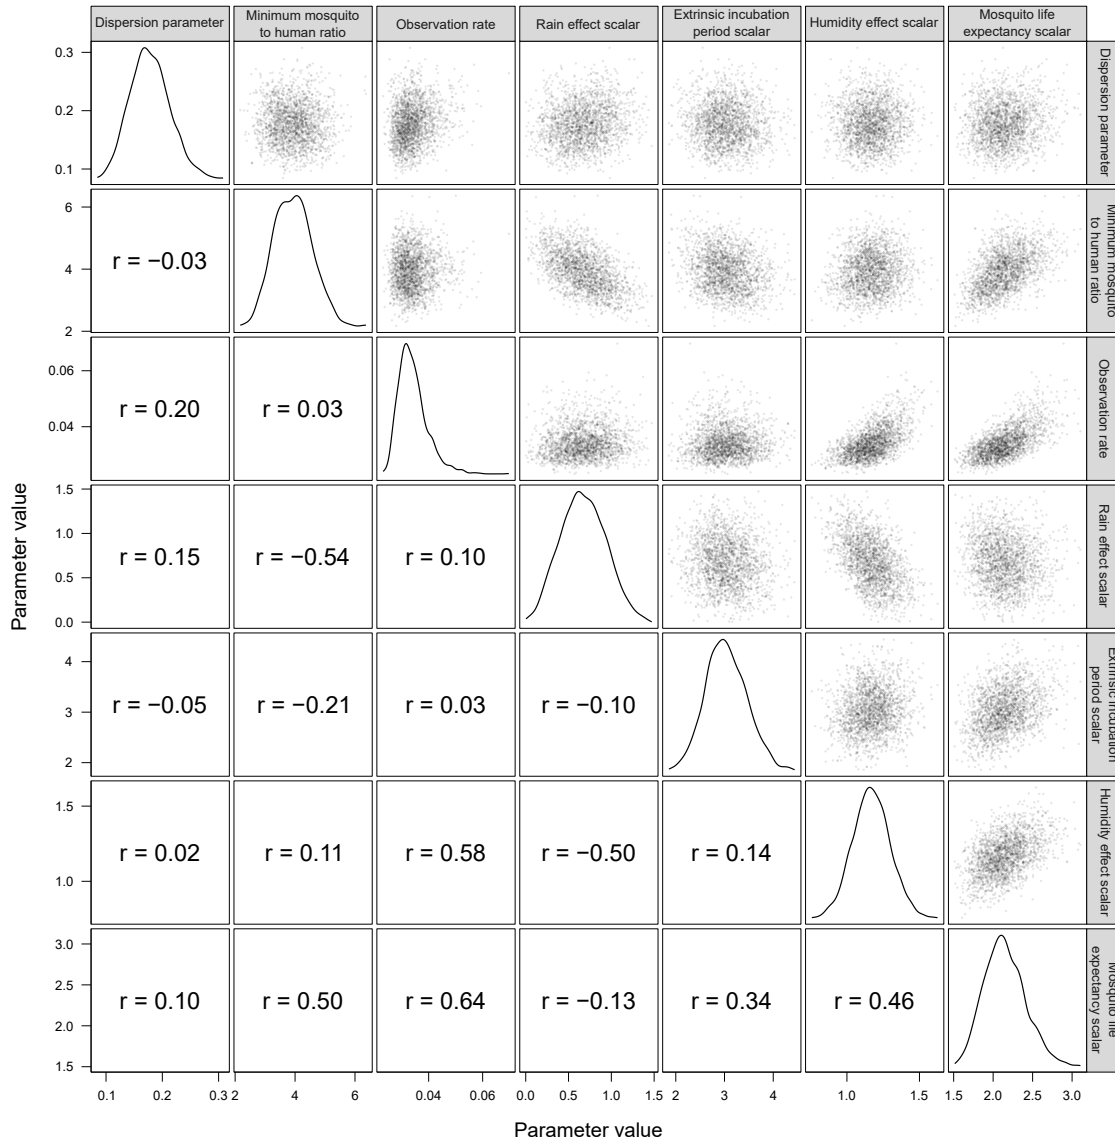 Dispersion parameter
Minimum mosquito
to human ratio
Observation rate
Rain effect scalar
Extrinsic incubation
period scalar
Humidity effect scalar
Mosquito life
expectancy scalar
0.3
0.2
0.1
Dispersion parameter
6
4
2
r = −0.03
Minimum mosquito
to human ratio
0.06
0.04
r = 0.20
r = 0.03
Observation rate
1.5
1.0
0.5
0.0
r = 0.15
r = −0.54
r = 0.10
Rain effect scalar
4
3
2
r = −0.05
r = −0.21
r = 0.03
r = −0.10
Extrinsic incubation
period scalar
1.5
1.0
r = 0.02
r = 0.11
r = 0.58
r = −0.50
r = 0.14
Humidity effect scalar
3.0
2.5
2.0
1.5
r = 0.10
r = 0.50
r = 0.64
r = −0.13
r = 0.34
r = 0.46
Mosquito life
expectancy scalar
0.1 0.2 0.3 2 4 6 0.04 0.06 0.0 0.5 1.0 1.5 2 3 4 1.0 1.5 2.0 2.5 3.0
Parameter value
Parameter value